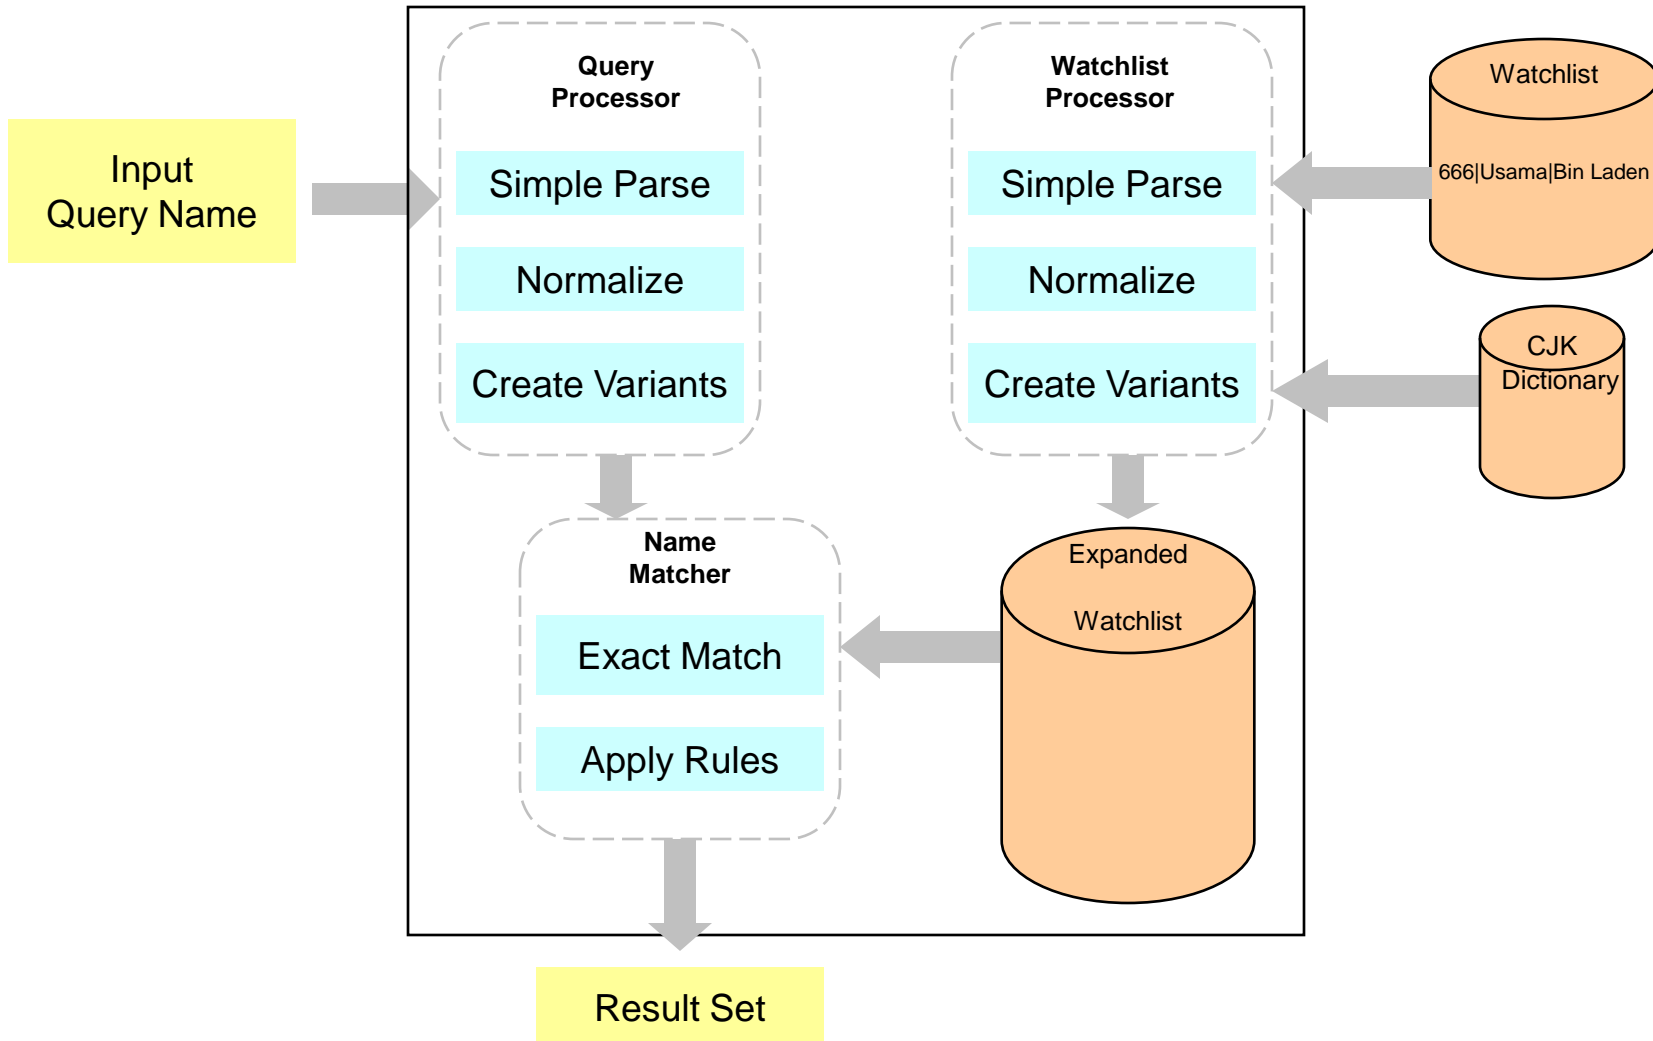 Query
Processor
Simple Parse
Normalize
Create Variants
Watchlist
Processor
Simple Parse
Normalize
Create Variants
Watchlist
666|Usama|Bin Laden
CJK
Dictionary
Input
Query Name
Name
Matcher
Exact Match
Apply Rules
Expanded
Watchlist
Result Set